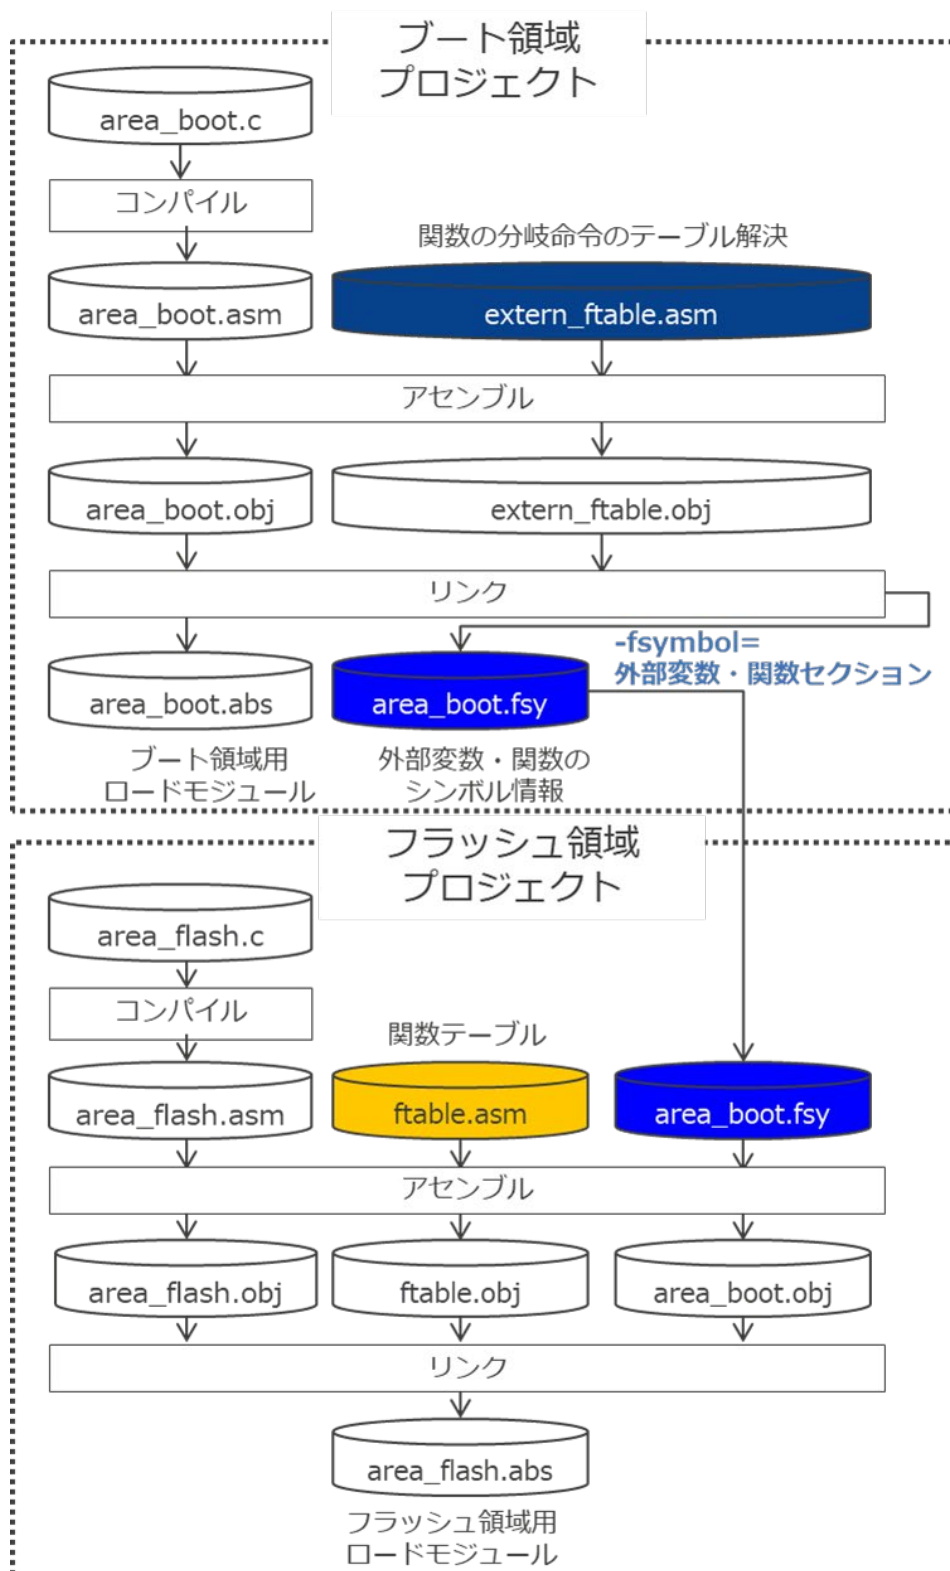 ブート領域
プロジェクト
area_boot.c
コンパイル
関数の分岐命令のテーブル解決
area_boot.asm
extern_ftable.asm
アセンブル
area_boot.obj
extern_ftable.obj
リンク
-fsymbol=
外部変数・関数セクション
area_boot.abs
area_boot.fsy
ブート領域用
ロードモジュール
外部変数・関数の
シンボル情報
フラッシュ領域
プロジェクト
area_flash.c
コンパイル
関数テーブル
area_flash.asm
ftable.asm
area_boot.fsy
アセンブル
area_flash.obj
ftable.obj
area_boot.obj
リンク
area_flash.abs
フラッシュ領域用
ロードモジュール